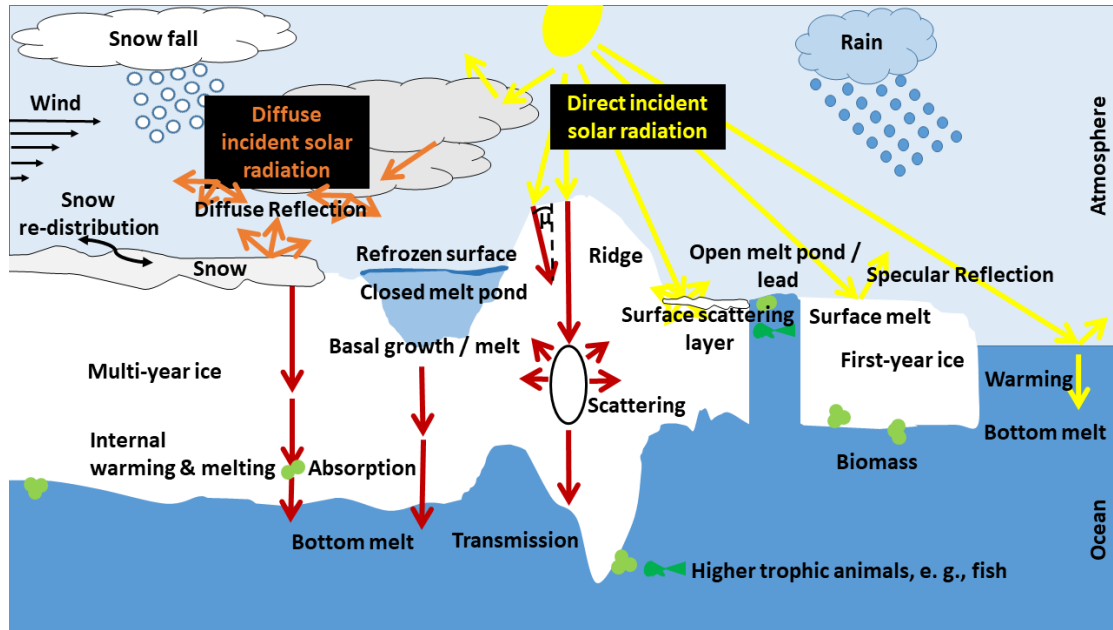 Snow fall
Rain
Wind
Diffuse
incident solar
radiation
Direct incident
solar radiation
Atmosphere
Diffuse Reflection
Snow
re-distribution
Snow
μ
Refrozen surface
Closed melt pond
Ridge
Open melt pond /
lead
Specular Reflection
Surface scattering
layer
Surface melt
Basal growth / melt
Multi-year ice
First-year ice
Warming
Scattering
Bottom melt
Internal
warming & melting
Absorption
Biomass
Bottom melt
Transmission
Ocean
Higher trophic animals, e. g., fish